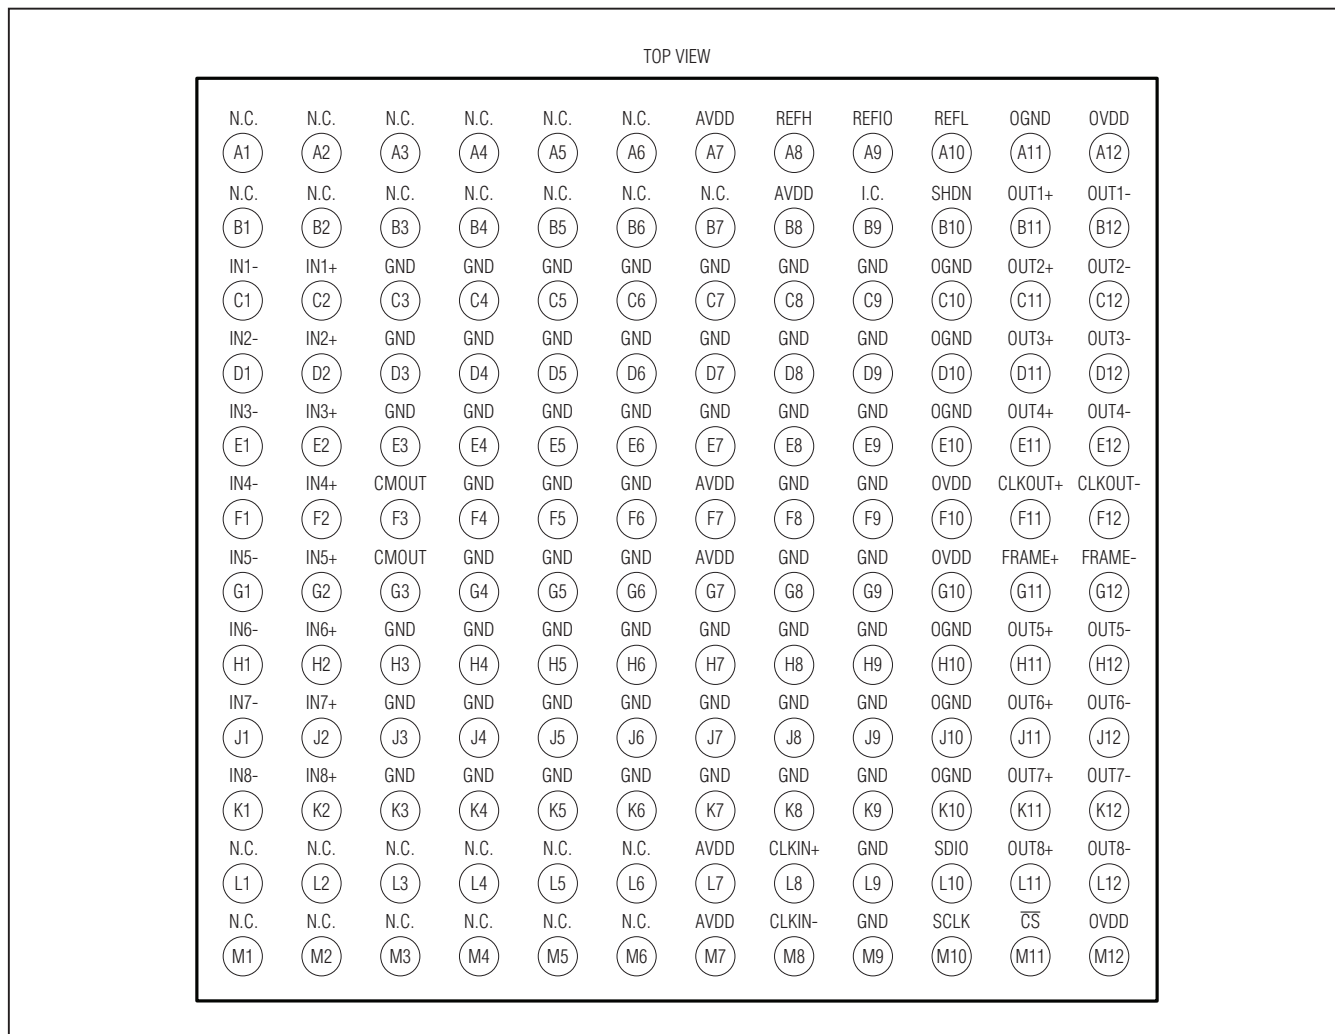 TOP VIEW
N.C. N.C. N.C. N.C. N.C. N.C. AVDD REFH REFIO REFL OGND OVDD
A1 A2 A3 A4 A5 A6 A7 A8 A9 A10 A11 A12
N.C. N.C. N.C. N.C. N.C. N.C. N.C. AVDD I.C. SHDN OUT1+ OUT1-
B1 B2 B3 B4 B5 B6 B7 B8 B9 B10 B11 B12
IN1- IN1+ GND GND GND GND GND GND GND OGND OUT2+ OUT2-
C1 C2 C3 C4 C5 C6 C7 C8 C9 C10 C11 C12
IN2- IN2+ GND GND GND GND GND GND GND OGND OUT3+ OUT3-
D1 D2 D3 D4 D5 D6 D7 D8 D9 D10 D11 D12
IN3- IN3+ GND GND GND GND GND GND GND OGND OUT4+ OUT4-
E1 E2 E3 E4 E5 E6 E7 E8 E9 E10 E11 E12
IN4- IN4+ CMOUT GND GND GND AVDD GND GND OVDD CLKOUT+ CLKOUT-
F1 F2 F3 F4 F5 F6 F7 F8 F9 F10 F11 F12
IN5- IN5+ CMOUT GND GND GND AVDD GND GND OVDD FRAME+ FRAME-
G1 G2 G3 G4 G5 G6 G7 G8 G9 G10 G11 G12
IN6- IN6+ GND GND GND GND GND GND GND OGND OUT5+ OUT5-
H1 H2 H3 H4 H5 H6 H7 H8 H9 H10 H11 H12
IN7- IN7+ GND GND GND GND GND GND GND OGND OUT6+ OUT6-
J1 J2 J3 J4 J5 J6 J7 J8 J9 J10 J11 J12
IN8- IN8+ GND GND GND GND GND GND GND OGND OUT7+ OUT7-
K1 K2 K3 K4 K5 K6 K7 K8 K9 K10 K11 K12
N.C. N.C. N.C. N.C. N.C. N.C. AVDD CLKIN+ GND SDIO OUT8+ OUT8-
L1 L2 L3 L4 L5 L6 L7 L8 L9 L10 L11 L12
N.C. N.C. N.C. N.C. N.C. N.C. AVDD CLKIN- GND SCLK C̅S̅ OVDD
M1 M2 M3 M4 M5 M6 M7 M8 M9 M10 M11 M12